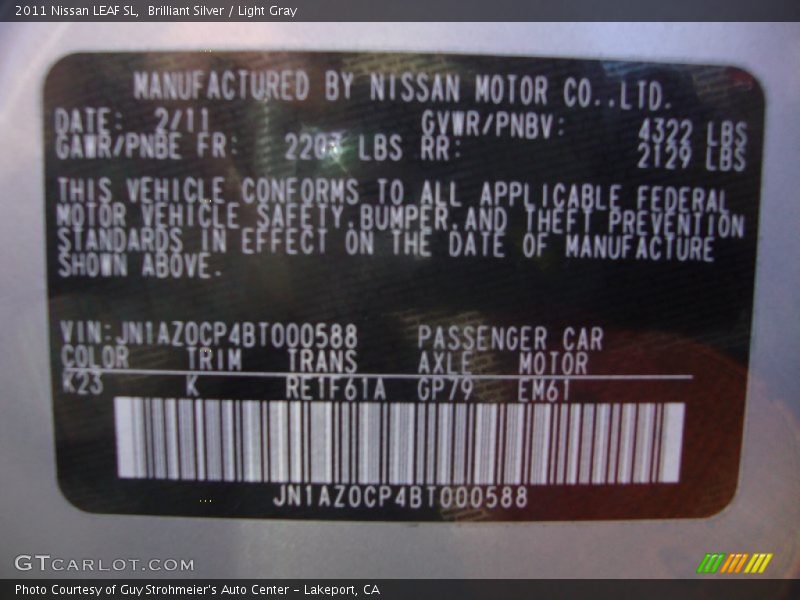 2011 Nissan LEAF SL,  Brilliant Silver / Light Gray
MANUFACTURED BY NISSAN MOTOR CO.,LTD.
DATE: 2/11 GVWR/PNBV: 4322 LBS
GAWR/PNBE FR: 2207 LBS RR: 2129 LBS
THIS VEHICLE CONFORMS TO ALL APPLICABLE FEDERAL
MOTOR VEHICLE SAFETY,BUMPER,AND THEFT PREVENTION
STANDARDS IN EFFECT ON THE DATE OF MANUFACTURE
SHOWN ABOVE.
VIN:JN1AZ0CP4BT000588 PASSENGER CAR
COLOR TRIM TRANS AXLE MOTOR
K23 K RE1F61A GP79 EM61
JN1AZ0CP4BT000588
GTCARLOT.COM
Photo Courtesy of Guy Strohmeier's Auto Center - Lakeport, CA